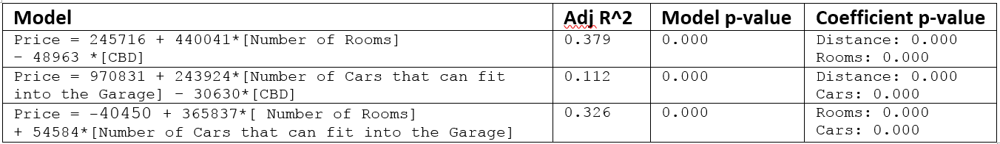 Model Adj R^2 Model p-value Coefficient p-value
Price = 245716 + 440041*[Number of Rooms] 0.379 0.000 Distance: 0.000
− 48963 *[CBD] Rooms: 0.000
Price = 970831 + 243924*[Number of Cars that can fit 0.112 0.000 Distance: 0.000
into the Garage] − 30630*[CBD] Cars: 0.000
Price = -40450 + 365837*[ Number of Rooms] 0.326 0.000 Rooms: 0.000
+ 54584*[Number of Cars that can fit into the Garage] Cars: 0.000